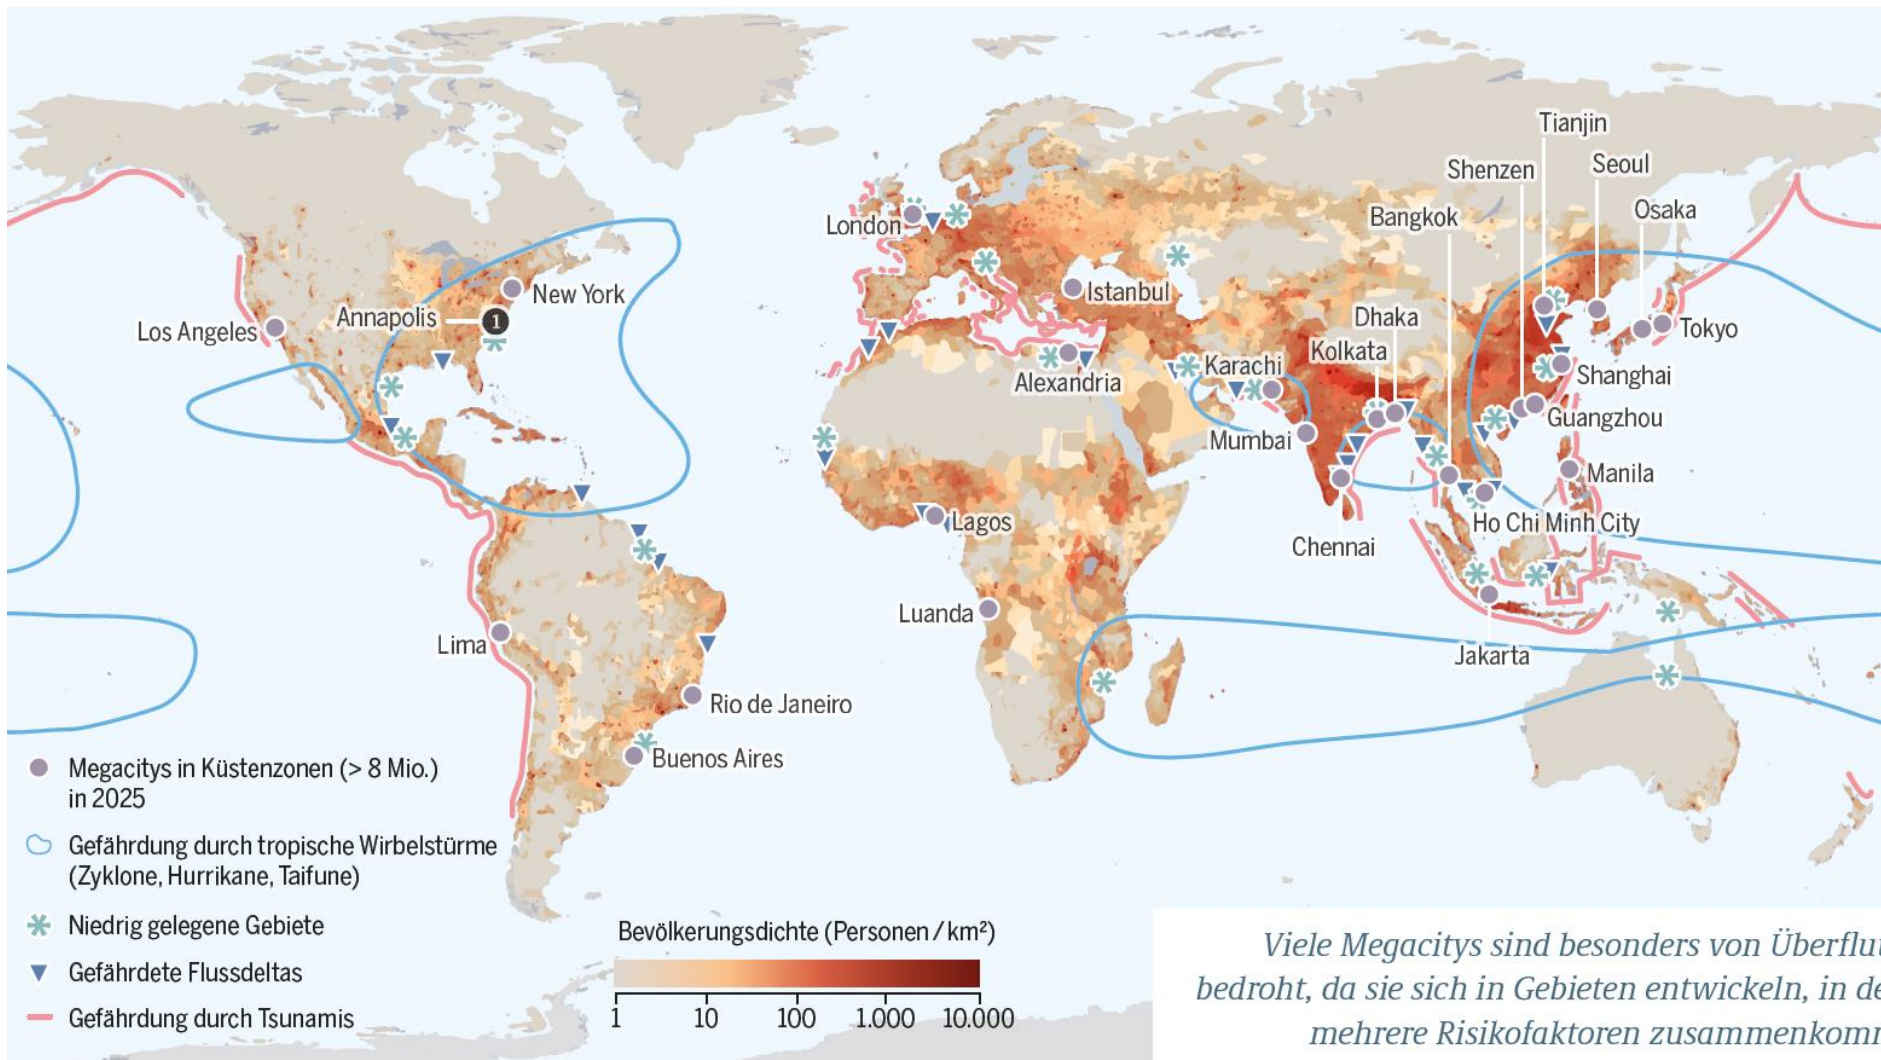 Tianjin
Shenzen
Seoul
Bangkok
Osaka
London
New York
Istanbul
Annapolis
1
Dhaka
Los Angeles
Tokyo
Kolkata
Karachi
Alexandria
Shanghai
Guangzhou
Mumbai
Manila
Lagos
Ho Chi Minh City
Chennai
Luanda
Lima
Jakarta
Rio de Janeiro
Buenos Aires
Megacitys in Küstenzonen (> 8 Mio.)
in 2025
Gefährdung durch tropische Wirbelstürme
(Zyklone, Hurrikane, Taifune)
Niedrig gelegene Gebiete
Gefährdete Flussdeltas
Gefährdung durch Tsunamis
Bevölkerungsdichte (Personen / km²)
1 10 100 1.000 10.000
Viele Megacitys sind besonders von Überflut
bedroht, da sie sich in Gebieten entwickeln, in de
mehrere Risikofaktoren zusammenkomm